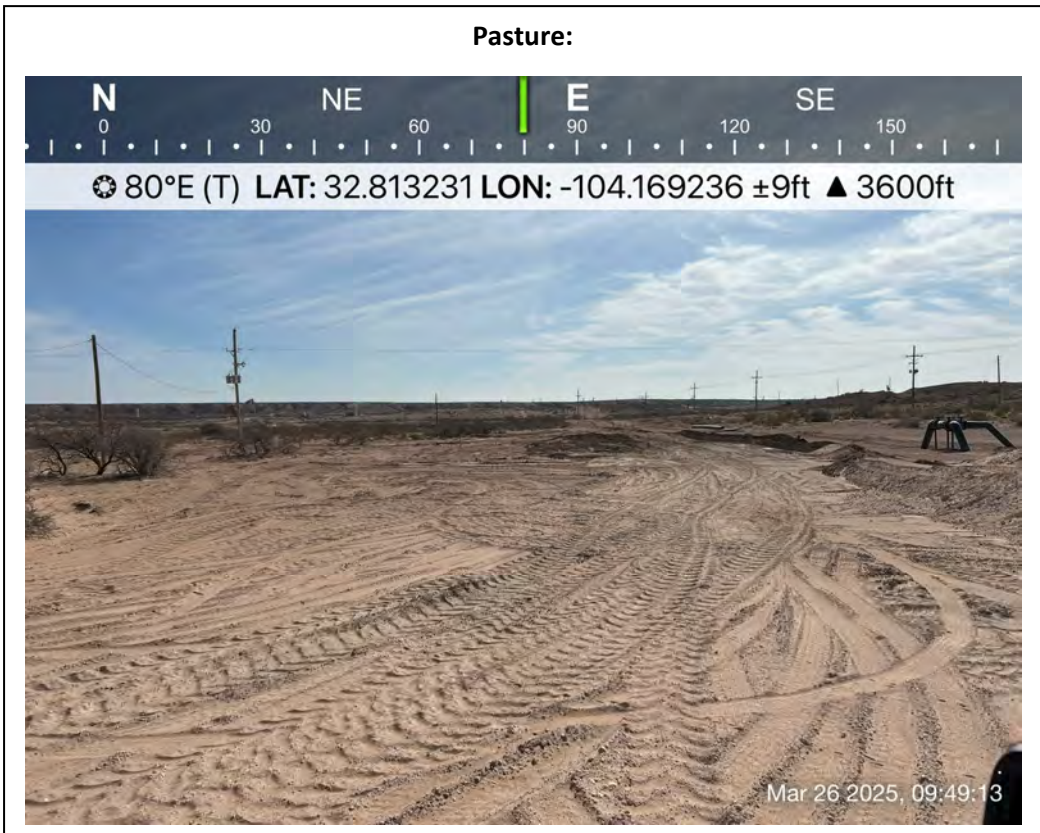 Pasture:
N NE E SE
0 30 60 90 120 150
80°E (T) LAT: 32.813231 LON: -104.169236 ±9ft ▲ 3600ft
Mar 26 2025, 09:49:13